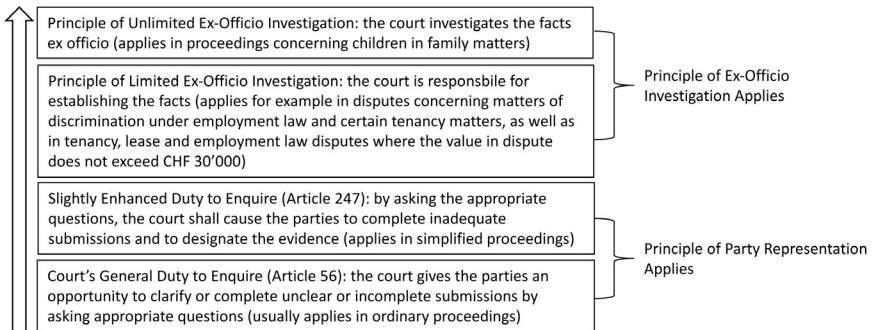 Principle of Unlimited Ex-Officio Investigation: the court investigates the facts
ex officio (applies in proceedings concerning children in family matters)
Principle of Limited Ex-Officio Investigation: the court is responsbile for
establishing the facts (applies for example in disputes concerning matters of
discrimination under employment law and certain tenancy matters, as well as
in tenancy, lease and employment law disputes where the value in dispute
does not exceed CHF 30’000)
Principle of Ex-Officio
Investigation Applies
Slightly Enhanced Duty to Enquire (Article 247): by asking the appropriate
questions, the court shall cause the parties to complete inadequate
submissions and to designate the evidence (applies in simplified proceedings)
Court’s General Duty to Enquire (Article 56): the court gives the parties an
opportunity to clarify or complete unclear or incomplete submissions by
asking appropriate questions (usually applies in ordinary proceedings)
Principle of Party Representation
Applies